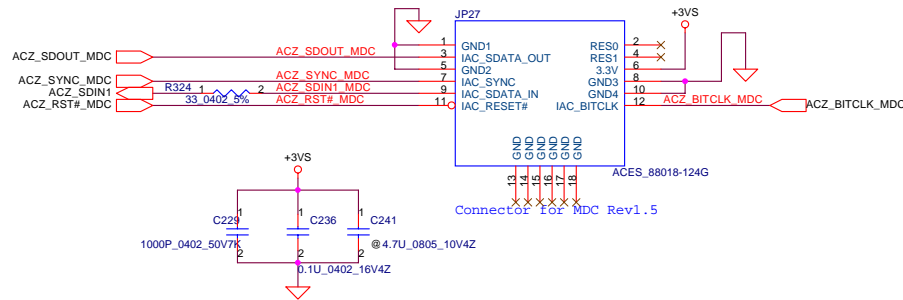 JP27
+3VS
ACZ_SDOUT_MDC
ACZ_SDOUT_MDC
1
GND1
RES0
2
3
IAC_SDATA_OUT
RES1
4
5
GND2
3.3V
6
ACZ_SYNC_MDC
ACZ_SYNC_MDC
7
IAC_SYNC
GND3
8
ACZ_SDIN1
R324
1
2
ACZ_SDIN1_MDC
9
IAC_SDATA_IN
GND4
10
33_0402_5%
ACZ_RST#_MDC
ACZ_RST#_MDC
11
IAC_RESET#
IAC_BITCLK
12
ACZ_BITCLK_MDC
ACZ_BITCLK_MDC
GND GND GND GND GND GND
13 14 15 16 17 18
ACES_88018-124G
Connector for MDC Rev1.5
+3VS
1
C229
1
C236
1
C241
1000P_0402_50V7K
@4.7U_0805_10V4Z
2
2
2
0.1U_0402_16V4Z